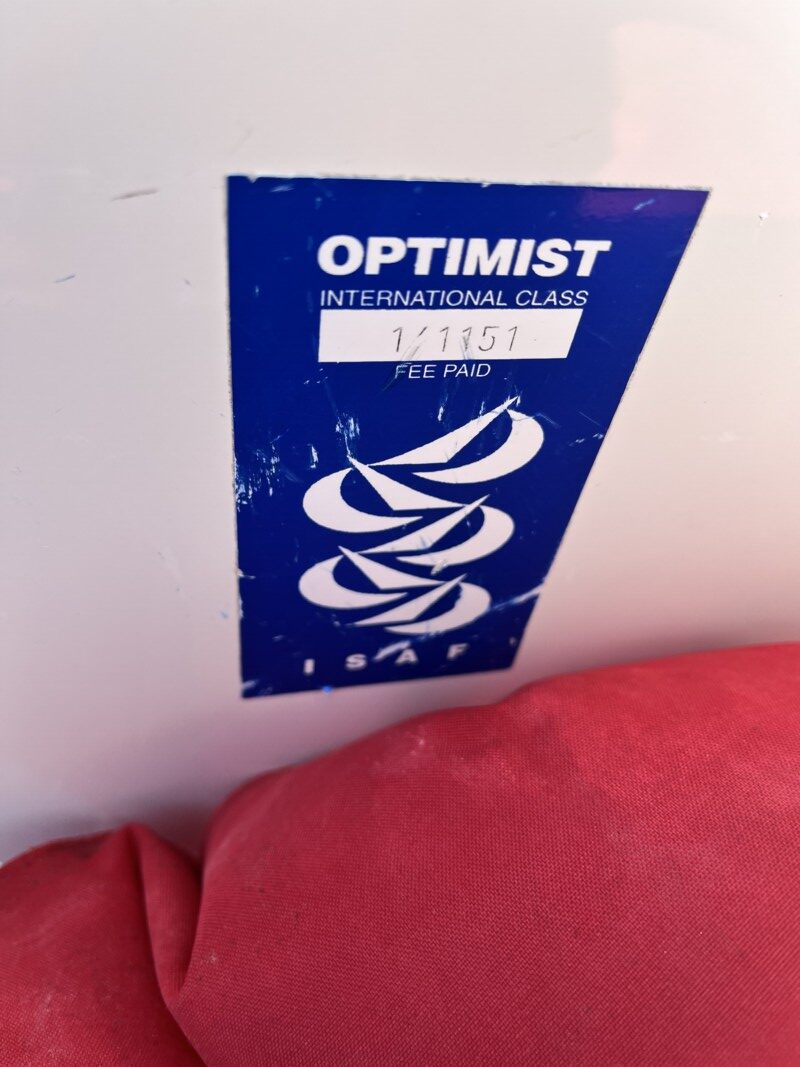 OPTIMIST
INTERNATIONAL CLASS
FEE PAID
ISAF